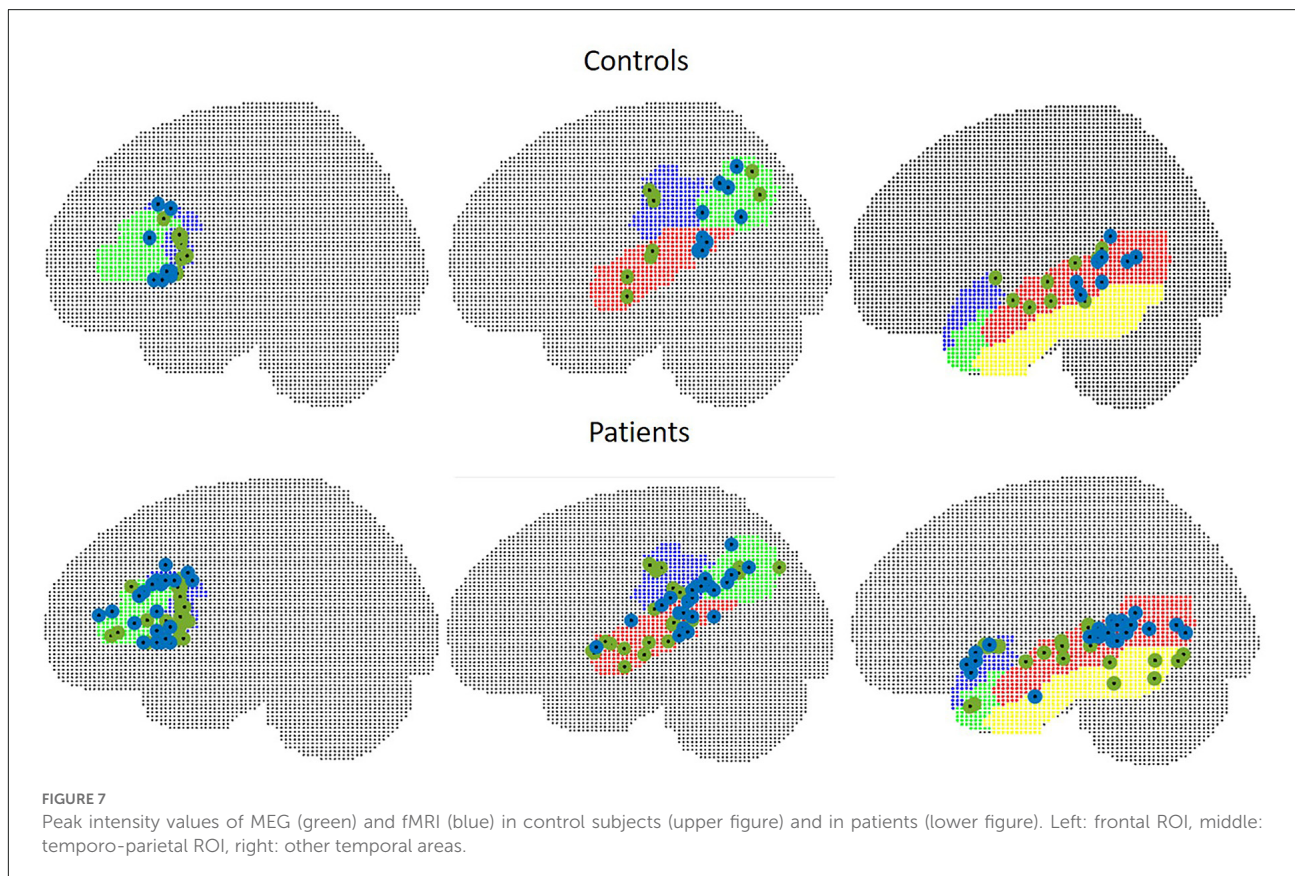 Controls
Patients
FIGURE 7
Peak intensity values of MEG (green) and fMRI (blue) in control subjects (upper figure) and in patients (lower figure). Left: frontal ROI, middle:
temporo-parietal ROI, right: other temporal areas.